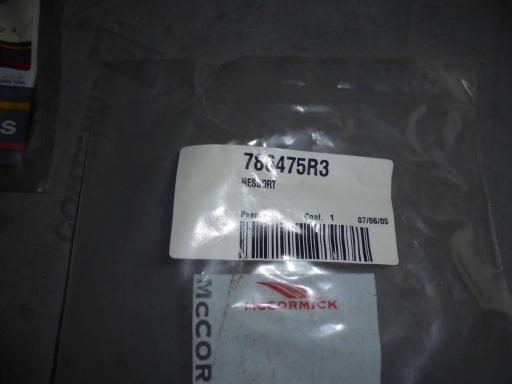 786475R3
RESSORT
Cont. 1 07/06/05
McCORMICK
MCCOR
S